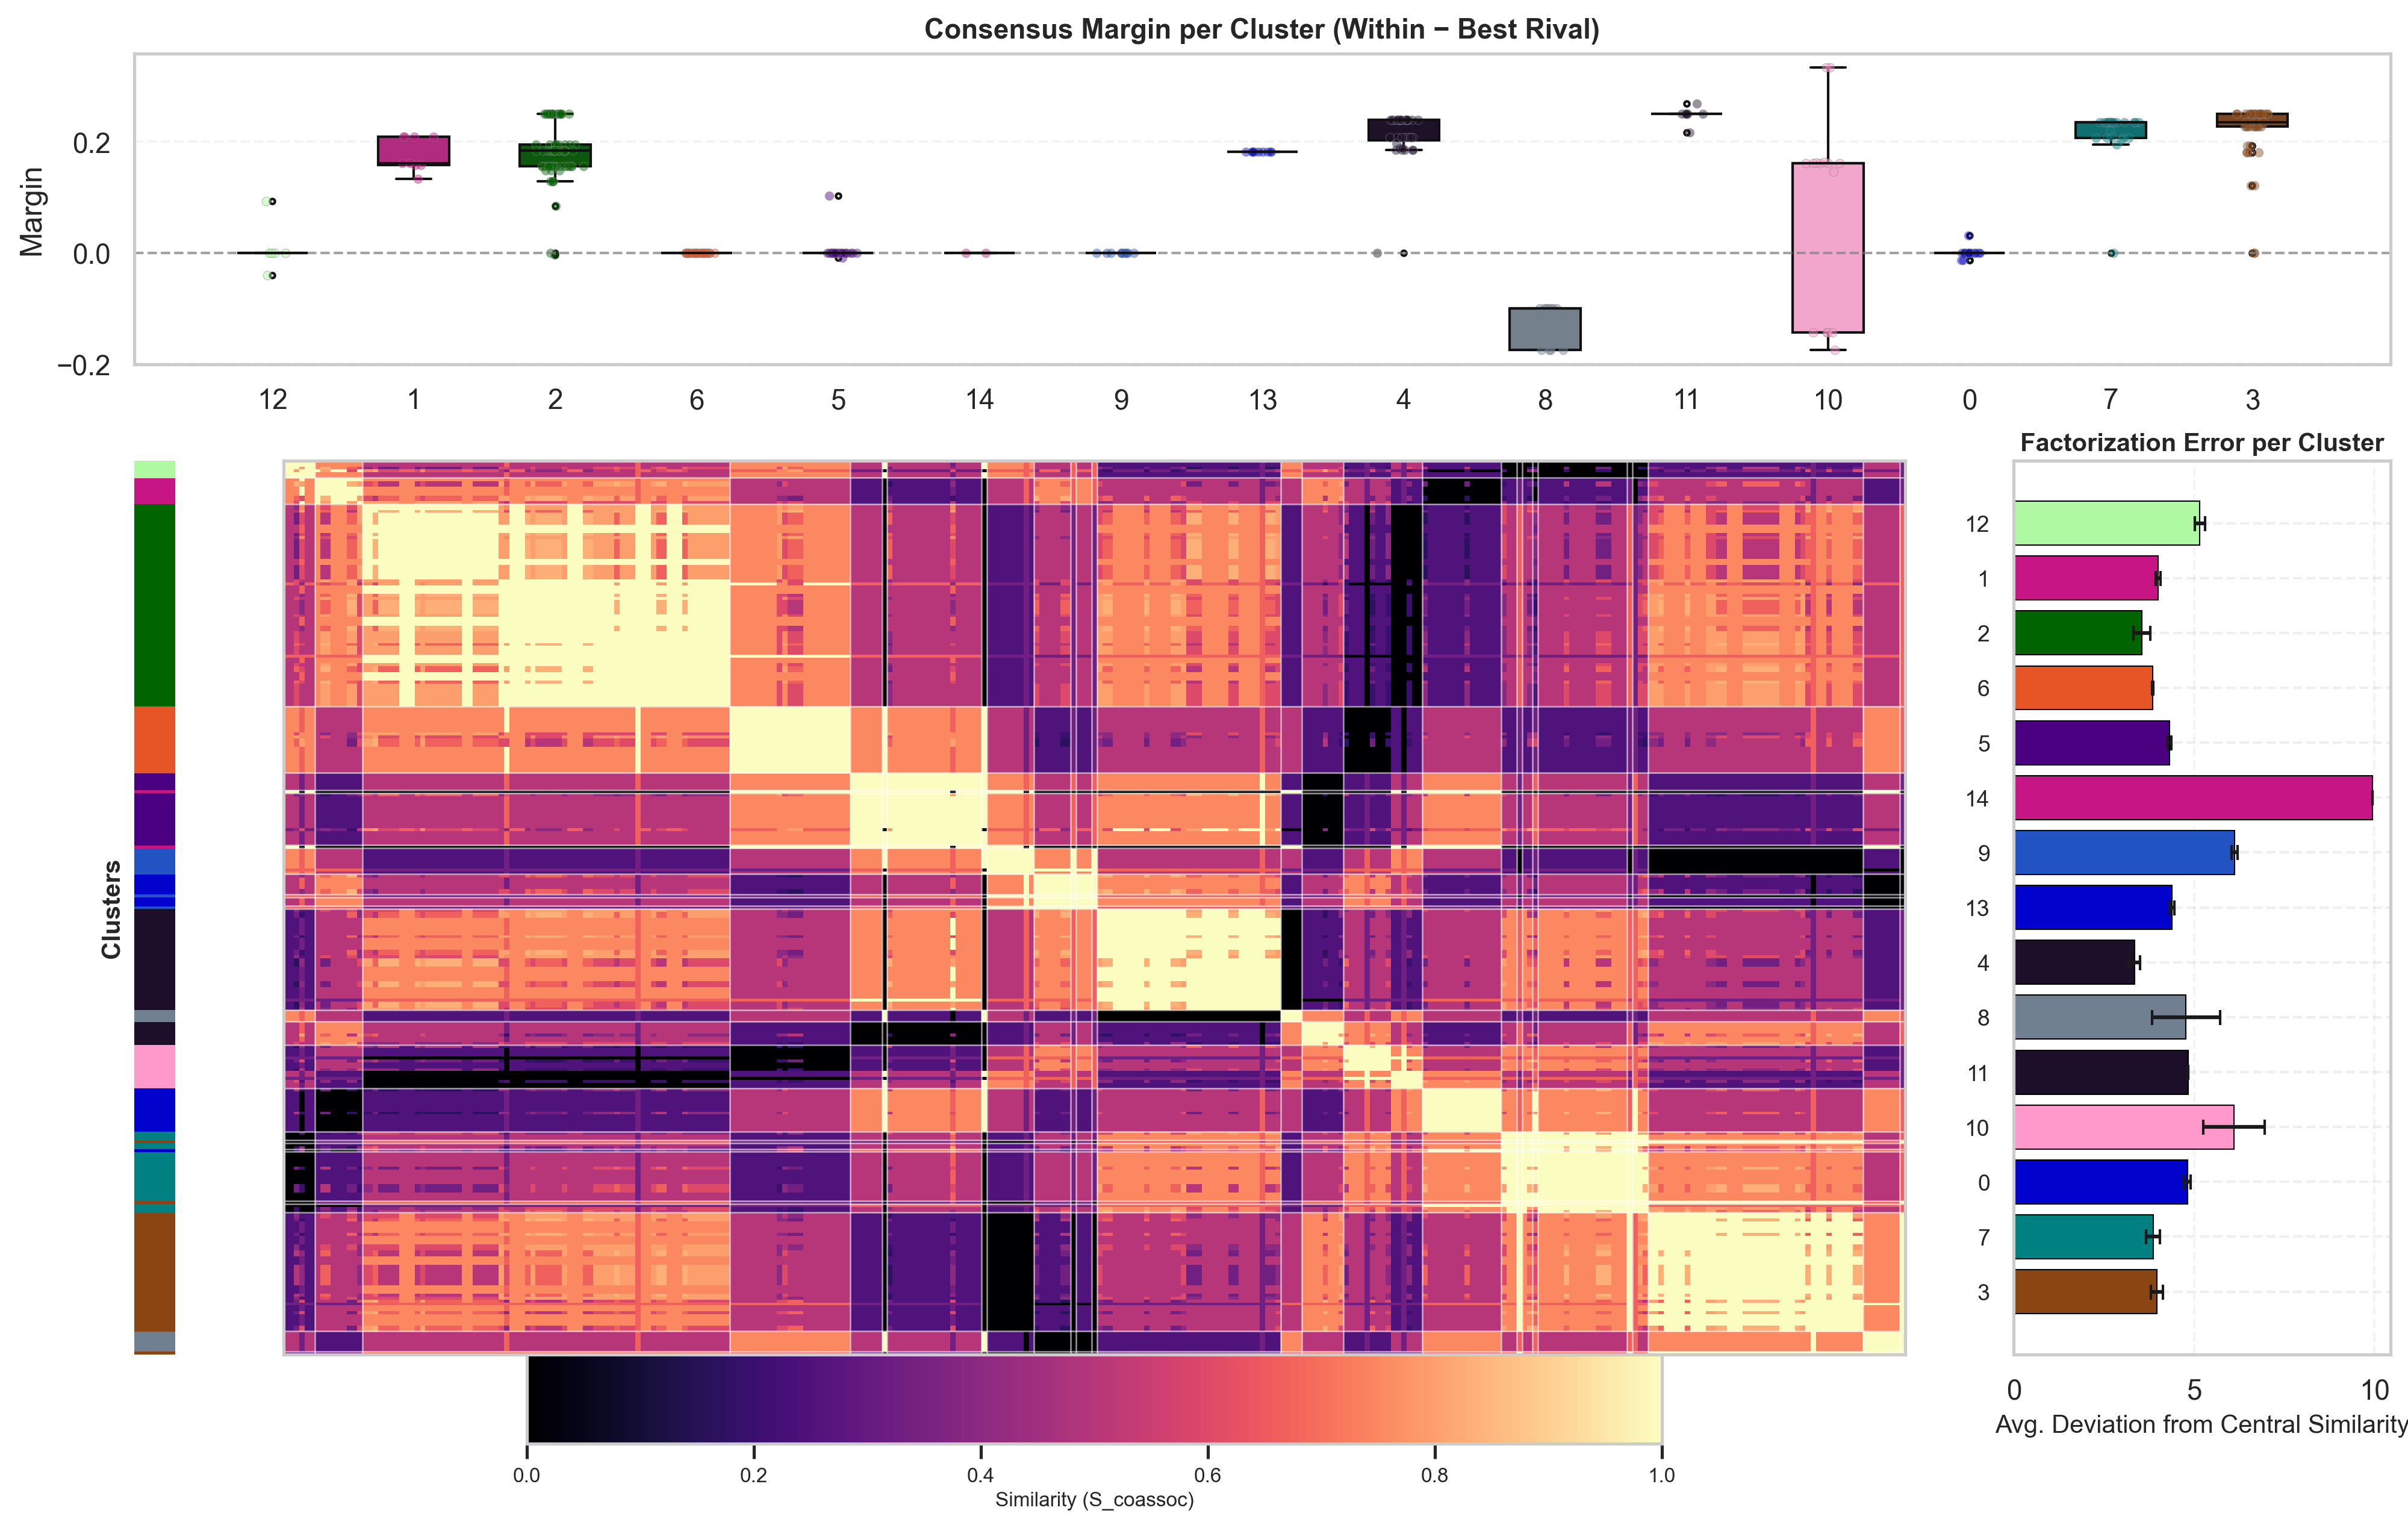 Consensus Margin per Cluster (Within − Best Rival)
Margin
0.2
0.0
−0.2
12 1 2 6 5 14 9 13 4 8 11 10 0 7 3
Clusters
Factorization Error per Cluster
12
1
2
6
5
14
9
13
4
8
11
10
0
7
3
0 5 10
Avg. Deviation from Central Similarity
0.0 0.2 0.4 0.6 0.8 1.0
Similarity (S_coassoc)